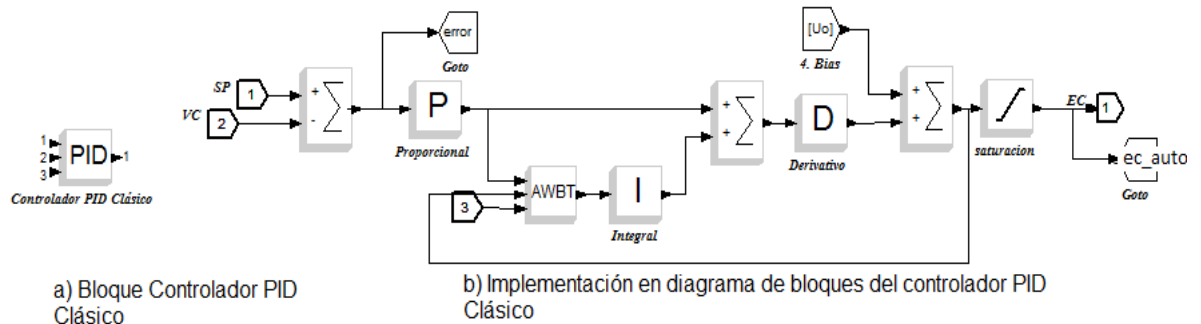 error
Goto
[Uo]
4. Bias
SP
1
+
-
Σ
VC
2
P
Proporcional
+
+
Σ
D
Derivativo
+
+
Σ
saturacion
EC
1
ec_auto
Goto
1
2
3
PID
1
Controlador PID Clásico
3
AWBT
I
Integral
a) Bloque Controlador PID
Clásico
b) Implementación en diagrama de bloques del controlador PID
Clásico